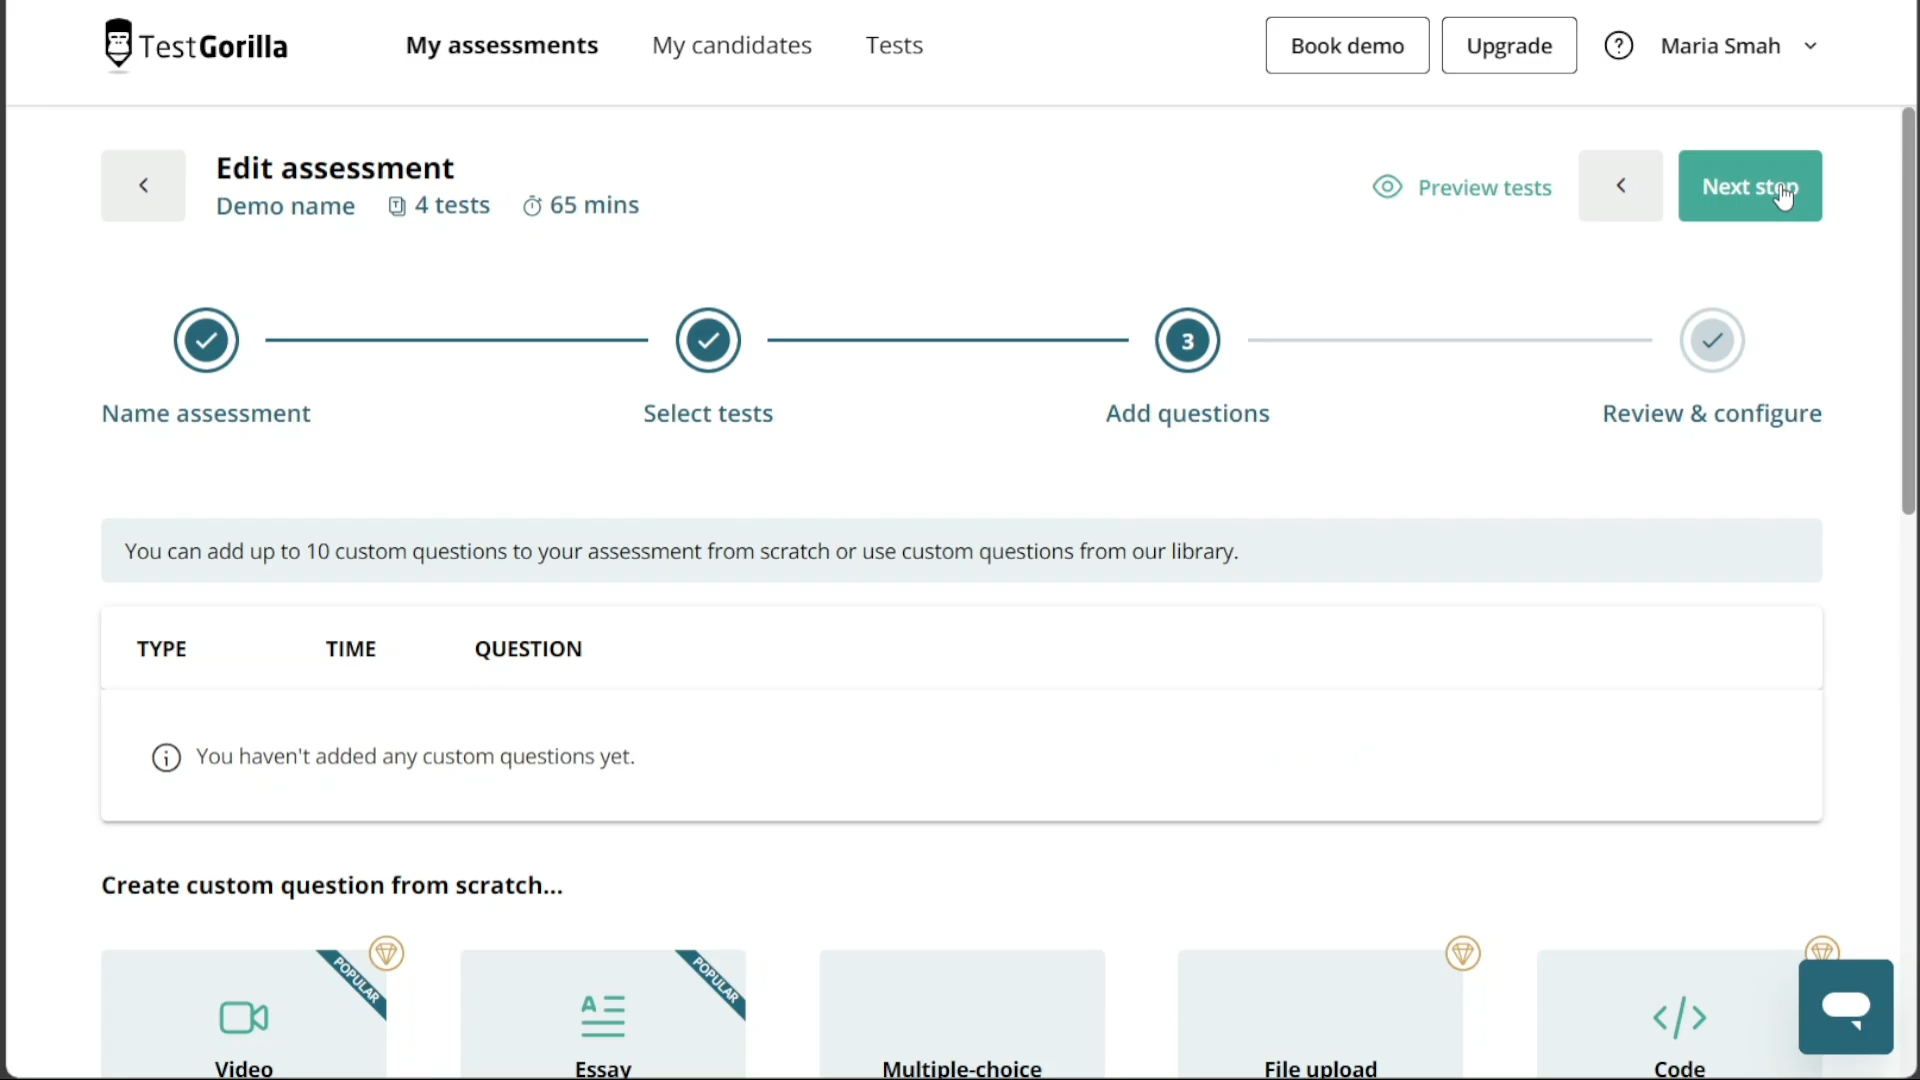 TestGorilla
My assessments
My candidates
Tests
Book demo
Upgrade
?
Maria Smah
Edit assessment
Demo name
4 tests
65 mins
Preview tests
Next step
3
Name assessment
Select tests
Add questions
Review & configure
You can add up to 10 custom questions to your assessment from scratch or use custom questions from our library.
TYPE
TIME
QUESTION
You haven't added any custom questions yet.
Create custom question from scratch...
POPULAR
POPULAR
Video
Essay
Multiple-choice
File upload
Code